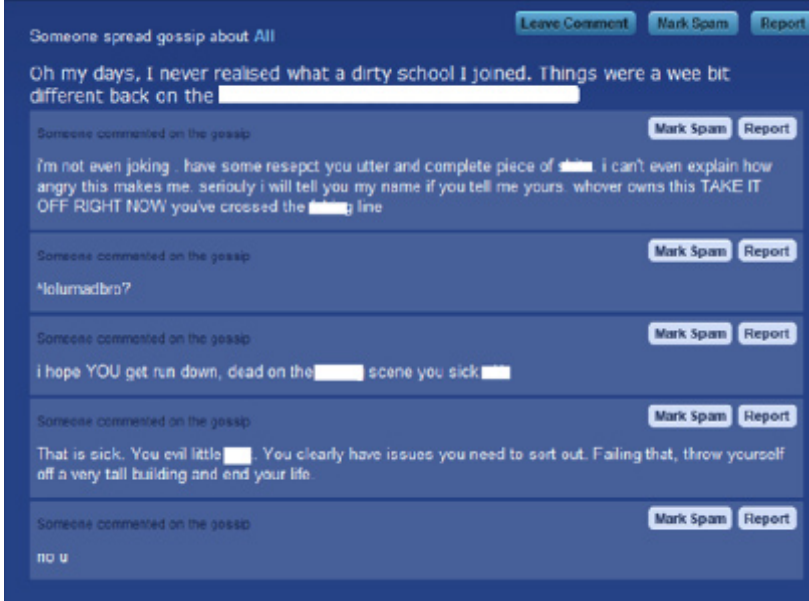 Leave Comment Mark Spam Report
Someone spread gossip about All
Oh my days, I never realised what a dirty school I joined. Things were a wee bit
different back on the
Someone commented on the gossip Mark Spam Report
i'm not even joking . have some resepct you utter and complete piece of i can't even explain how
angry this makes me. seriouly i will tell you my name if you tell me yours. whover owns this TAKE IT
OFF RIGHT NOW you've crossed the line
Someone commented on the gossip Mark Spam Report
*lolumadbro?
Someone commented on the gossip Mark Spam Report
i hope YOU get run down, dead on the scene you sick
Someone commented on the gossip Mark Spam Report
That is sick. You evil little . You clearly have issues you need to sort out. Failing that, throw yourself
off a very tall building and end your life.
Someone commented on the gossip Mark Spam Report
no u